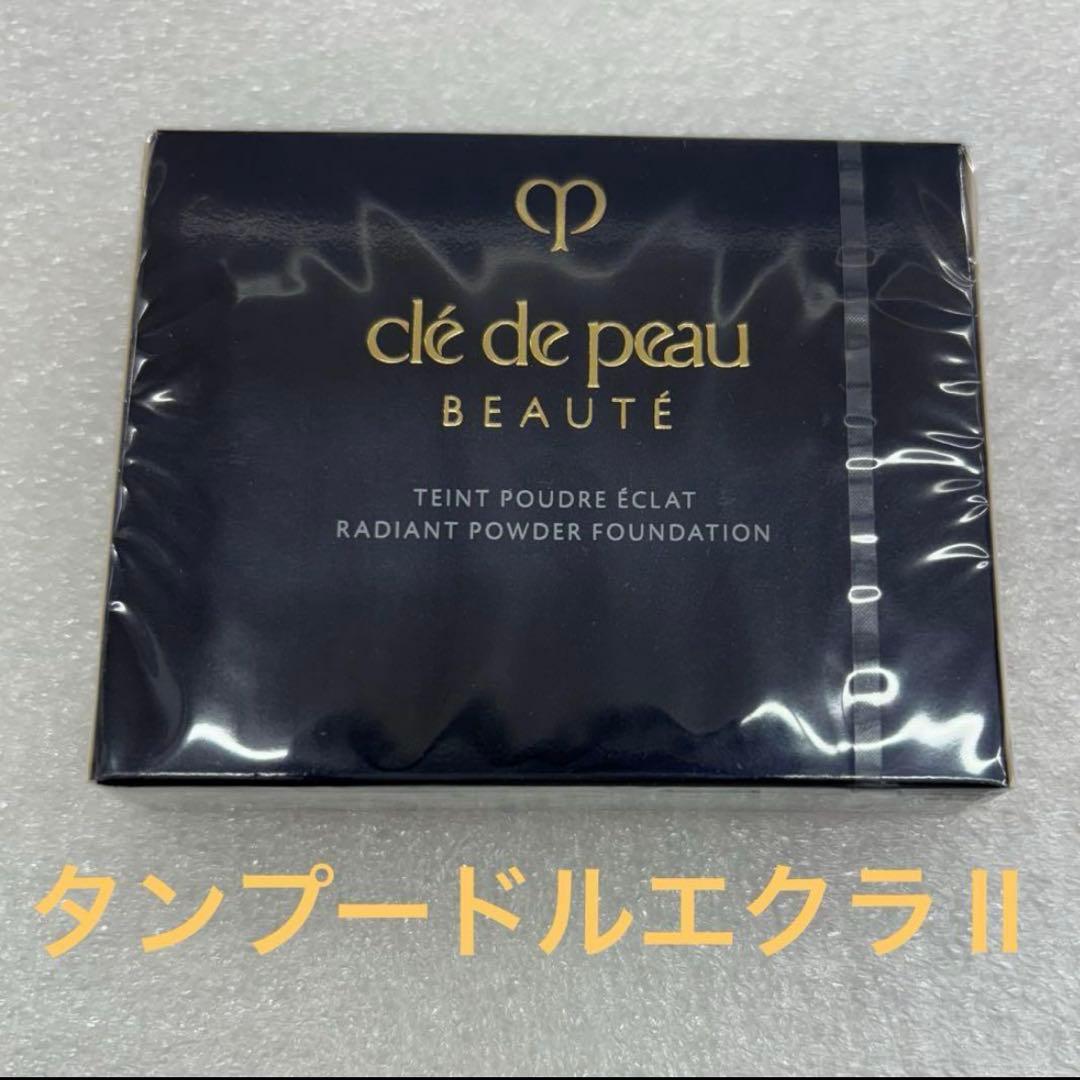 clé de peau
BEAUTÉ
TEINT POUDRE ÉCLAT
RADIANT POWDER FOUNDATION
タンプードルエクラⅡ